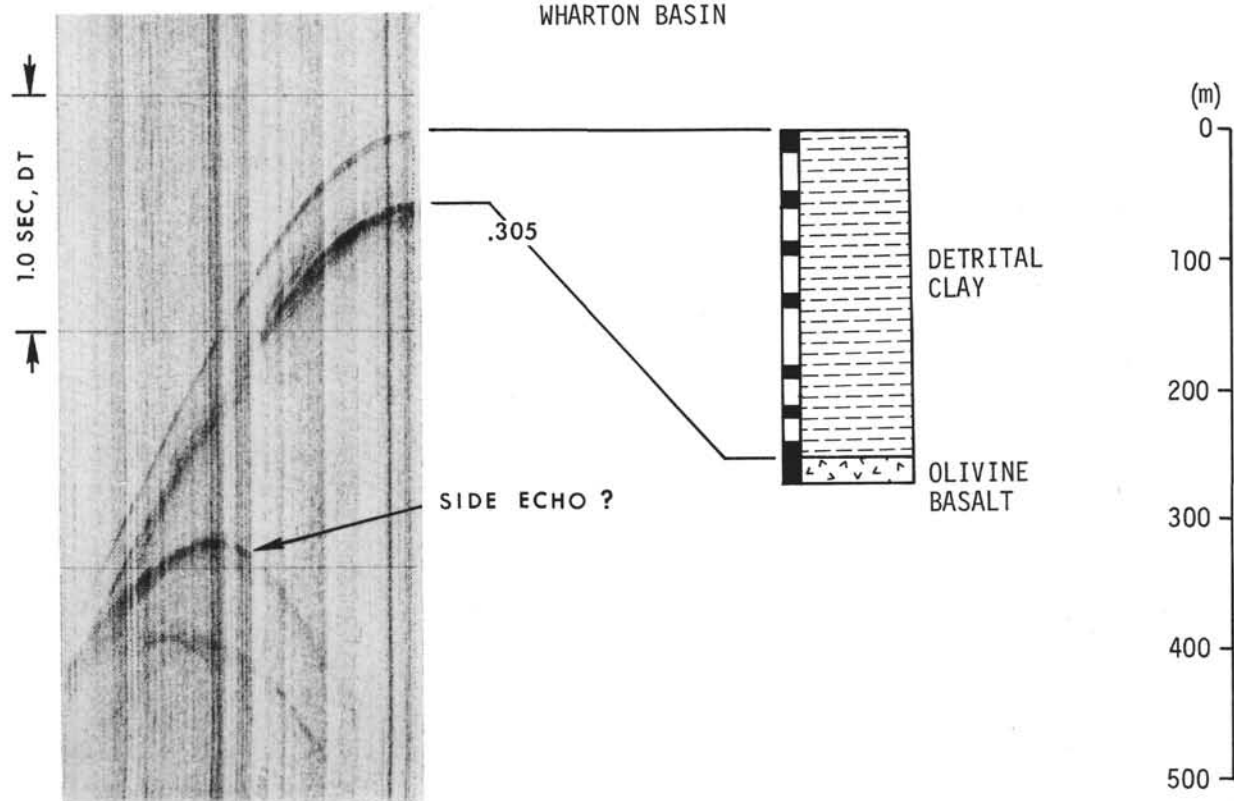 WHARTON BASIN
1.0 SEC, DT
.305
SIDE ECHO ?
DETRITAL
CLAY
OLIVINE
BASALT
(m)
0
100
200
300
400
500